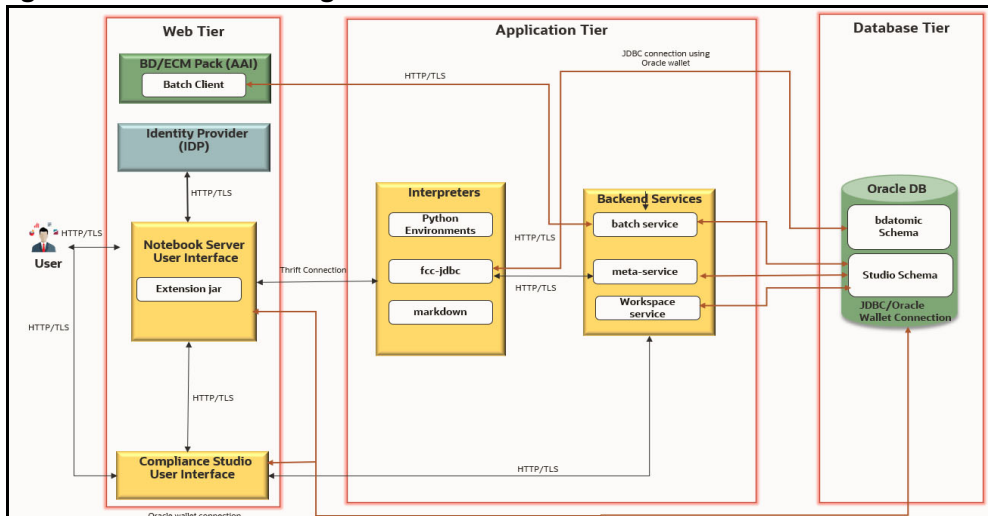 Web Tier
Application Tier
Database Tier
BD/ECM Pack (AAI)
Batch Client
HTTP/TLS
JDBC connection using
Oracle wallet
Identity Provider
(IDP)
HTTP/TLS
Interpreters
Python
Environments
fcc-jdbc
markdown
HTTP/TLS
HTTP/TLS
Backend Services
batch service
meta-service
Workspace
service
Oracle DB
bdatomic
Schema
Studio Schema
JDBC/Oracle
Wallet Connection
HTTP/TLS
User
Notebook Server
User Interface
Extension jar
Thrift Connection
HTTP/TLS
HTTP/TLS
Compliance Studio
User Interface
HTTP/TLS
Oracle wallet connection